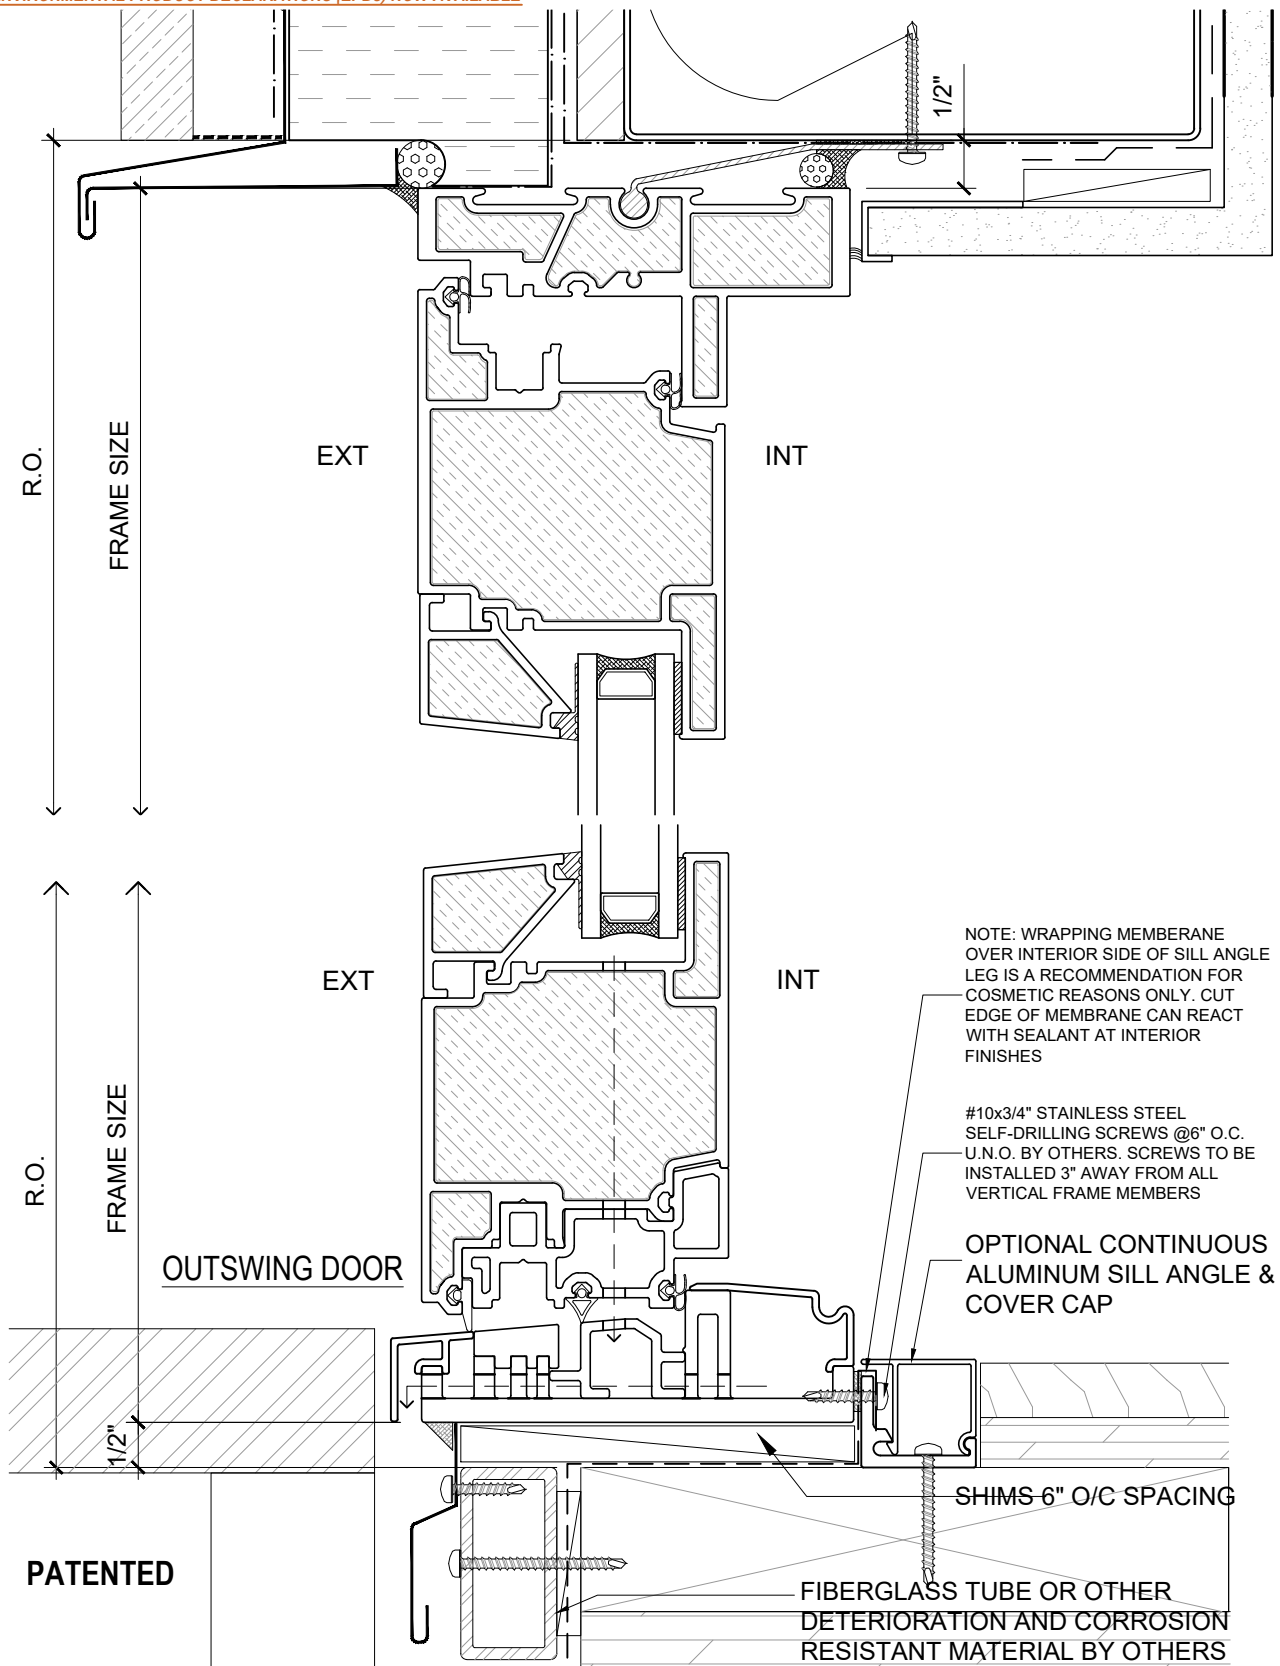 1/2"
R.O.
FRAME SIZE
EXT
INT
EXT
INT
R.O.
FRAME SIZE
1/2"
NOTE: WRAPPING MEMBERANE
OVER INTERIOR SIDE OF SILL ANGLE
LEG IS A RECOMMENDATION FOR
COSMETIC REASONS ONLY. CUT
EDGE OF MEMBRANE CAN REACT
WITH SEALANT AT INTERIOR
FINISHES
#10x3/4" STAINLESS STEEL
SELF-DRILLING SCREWS @6" O.C.
U.N.O. BY OTHERS. SCREWS TO BE
INSTALLED 3" AWAY FROM ALL
VERTICAL FRAME MEMBERS
OUTSWING DOOR
OPTIONAL CONTINUOUS
ALUMINUM SILL ANGLE &
COVER CAP
SHIMS 6" O/C SPACING
PATENTED
FIBERGLASS TUBE OR OTHER
DETERIORATION AND CORROSION
RESISTANT MATERIAL BY OTHERS